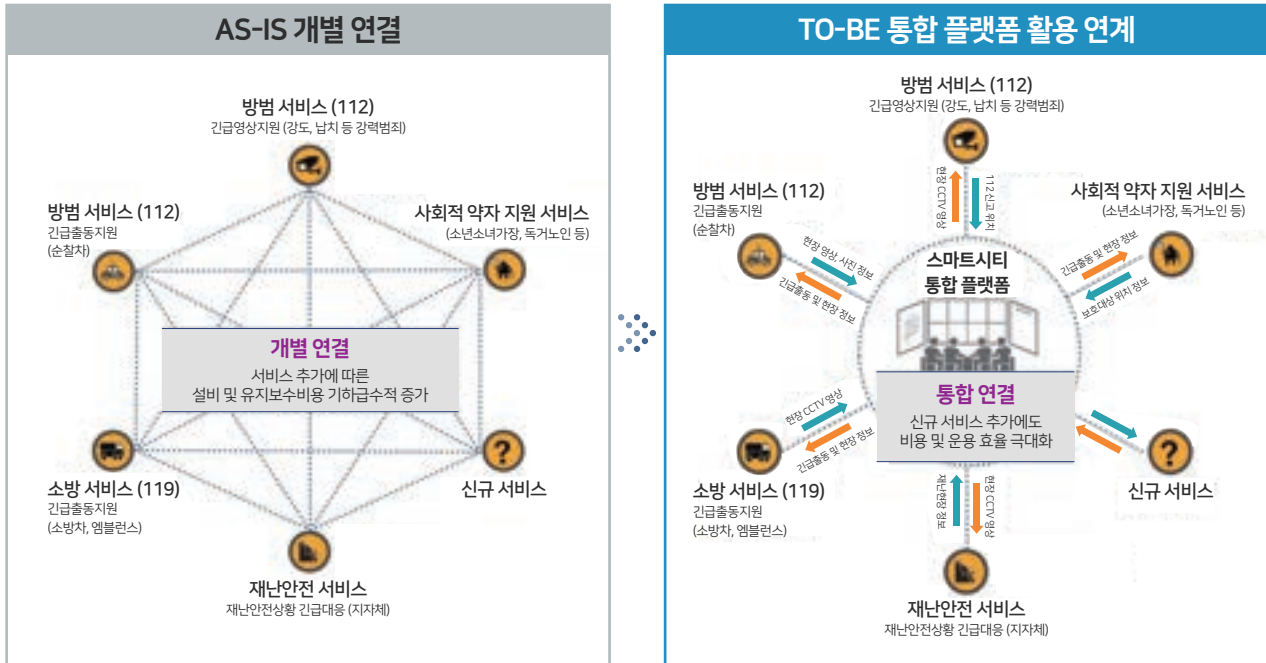 AS-IS 개별 연결
방범 서비스 (112)
긴급영상지원 (강도, 납치 등 강력범죄)
방범 서비스 (112)
긴급출동지원
(순찰차)
사회적 약자 지원 서비스
(소년소녀가장, 독거노인 등)
개별 연결
서비스 추가에 따른
설비 및 유지보수비용 기하급수적 증가
소방 서비스 (119)
긴급출동지원
(소방차, 엠블런스)
?
신규 서비스
재난안전 서비스
재난안전상황 긴급대응 (지자체)
TO-BE 통합 플랫폼 활용 연계
방범 서비스 (112)
긴급영상지원 (강도, 납치 등 강력범죄)
현장 CCTV 영상
112신고 위치
방범 서비스 (112)
긴급출동지원
(순찰차)
현장 영상, 사진 정보
긴급출동 및 현장 정보
사회적 약자 지원 서비스
(소년소녀가장, 독거노인 등)
긴급출동 및 현장 정보
보호대상 위치 정보
스마트시티
통합 플랫폼
통합 연결
신규 서비스 추가에도
비용 및 운용 효율 극대화
현장 CCTV 영상
긴급출동 및 현장 정보
소방 서비스 (119)
긴급출동지원
(소방차, 엠블런스)
?
신규 서비스
재난현장 정보
현장 CCTV 영상
재난안전 서비스
재난안전상황 긴급대응 (지자체)